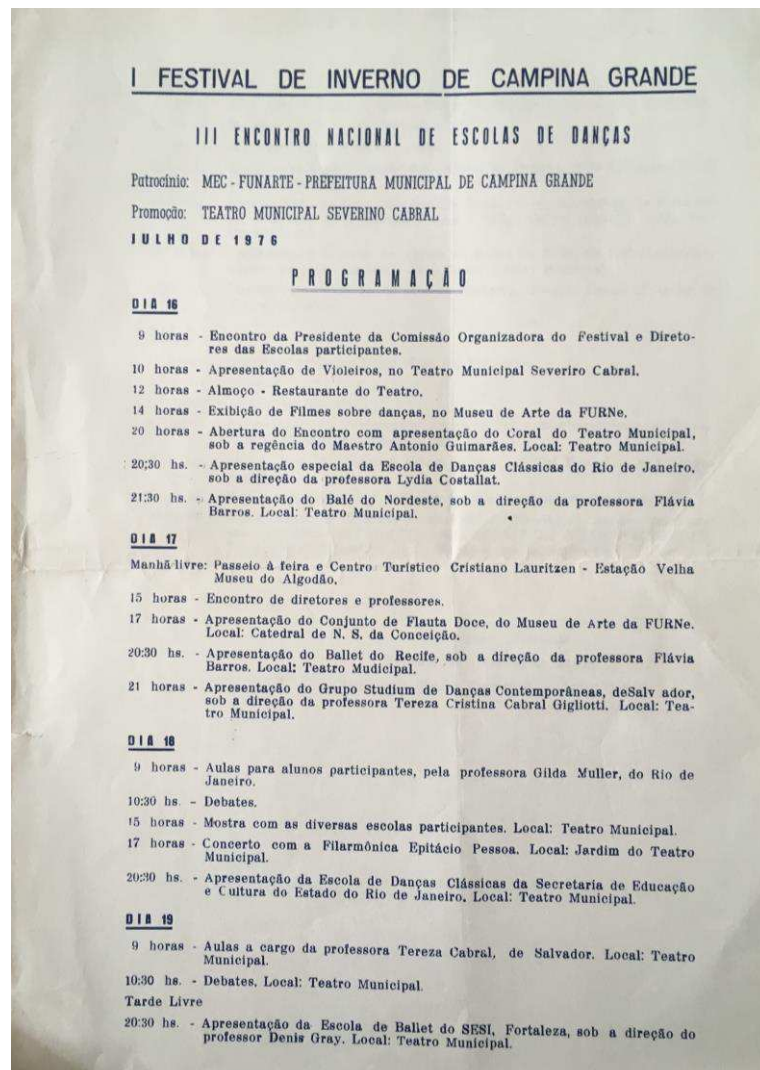 I FESTIVAL DE INVERNO DE CAMPINA GRANDE
III ENCONTRO NACIONAL DE ESCOLAS DE DANÇAS
Patrocínio: MEC - FUNARTE - PREFEITURA MUNICIPAL DE CAMPINA GRANDE
Promoção: TEATRO MUNICIPAL SEVERINO CABRAL
JULHO DE 1976
PROGRAMAÇÃO
DIA 16
9 horas - Encontro da Presidente da Comissão Organizadora do Festival e Direto-
res das Escolas participantes.
10 horas - Apresentação de Violeiros, no Teatro Municipal Severiro Cabral.
12 horas - Almoço - Restaurante do Teatro.
14 horas - Exibição de Filmes sobre danças, no Museu de Arte da FURNe.
20 horas - Abertura do Encontro com apresentação do Coral do Teatro Municipal,
sob a regência do Maestro Antonio Guimarães. Local: Teatro Municipal.
20;30 hs. - Apresentação especial da Escola de Danças Clássicas do Rio de Janeiro,
sob a direção da professora Lydia Costallat.
21:30 hs. - Apresentação do Balé do Nordeste, sob a direção da professora Flávia
Barros. Local: Teatro Municipal.
DIA 17
Manhã livre: Passeio à feira e Centro Turístico Cristiano Lauritzen - Estação Velha
Museu do Algodão.
15 horas - Encontro de diretores e professores.
17 horas - Apresentação do Conjunto de Flauta Doce, do Museu de Arte da FURNe.
Local: Catedral de N. S. da Conceição.
20:30 hs. - Apresentação do Ballet do Recife, sob a direção da professora Flávia
Barros. Local: Teatro Mudicipal.
21 horas - Apresentação do Grupo Studium de Danças Contemporâneas, deSalv ador,
sob a direção da professora Tereza Cristina Cabral Gigliotti. Local: Tea-
tro Municipal.
DIA 18
9 horas - Aulas para alunos participantes, pela professora Gilda Muller, do Rio de
Janeiro.
10:30 hs. - Debates.
15 horas - Mostra com as diversas escolas participantes. Local: Teatro Municipal.
17 horas - Concerto com a Filarmônica Epitácio Pessoa. Local: Jardim do Teatro
Municipal.
20:30 hs. - Apresentação da Escola de Danças Clássicas da Secretaria de Educação
e Cultura do Estado do Rio de Janeiro. Local: Teatro Municipal.
DIA 19
9 horas - Aulas a cargo da professora Tereza Cabral, de Salvador. Local: Teatro
Municipal.
10:30 hs. - Debates. Local: Teatro Municipal.
Tarde Livre
20:30 hs. - Apresentação da Escola de Ballet do SESI, Fortaleza, sob a direção do
professor Denis Gray. Local: Teatro Municipal.